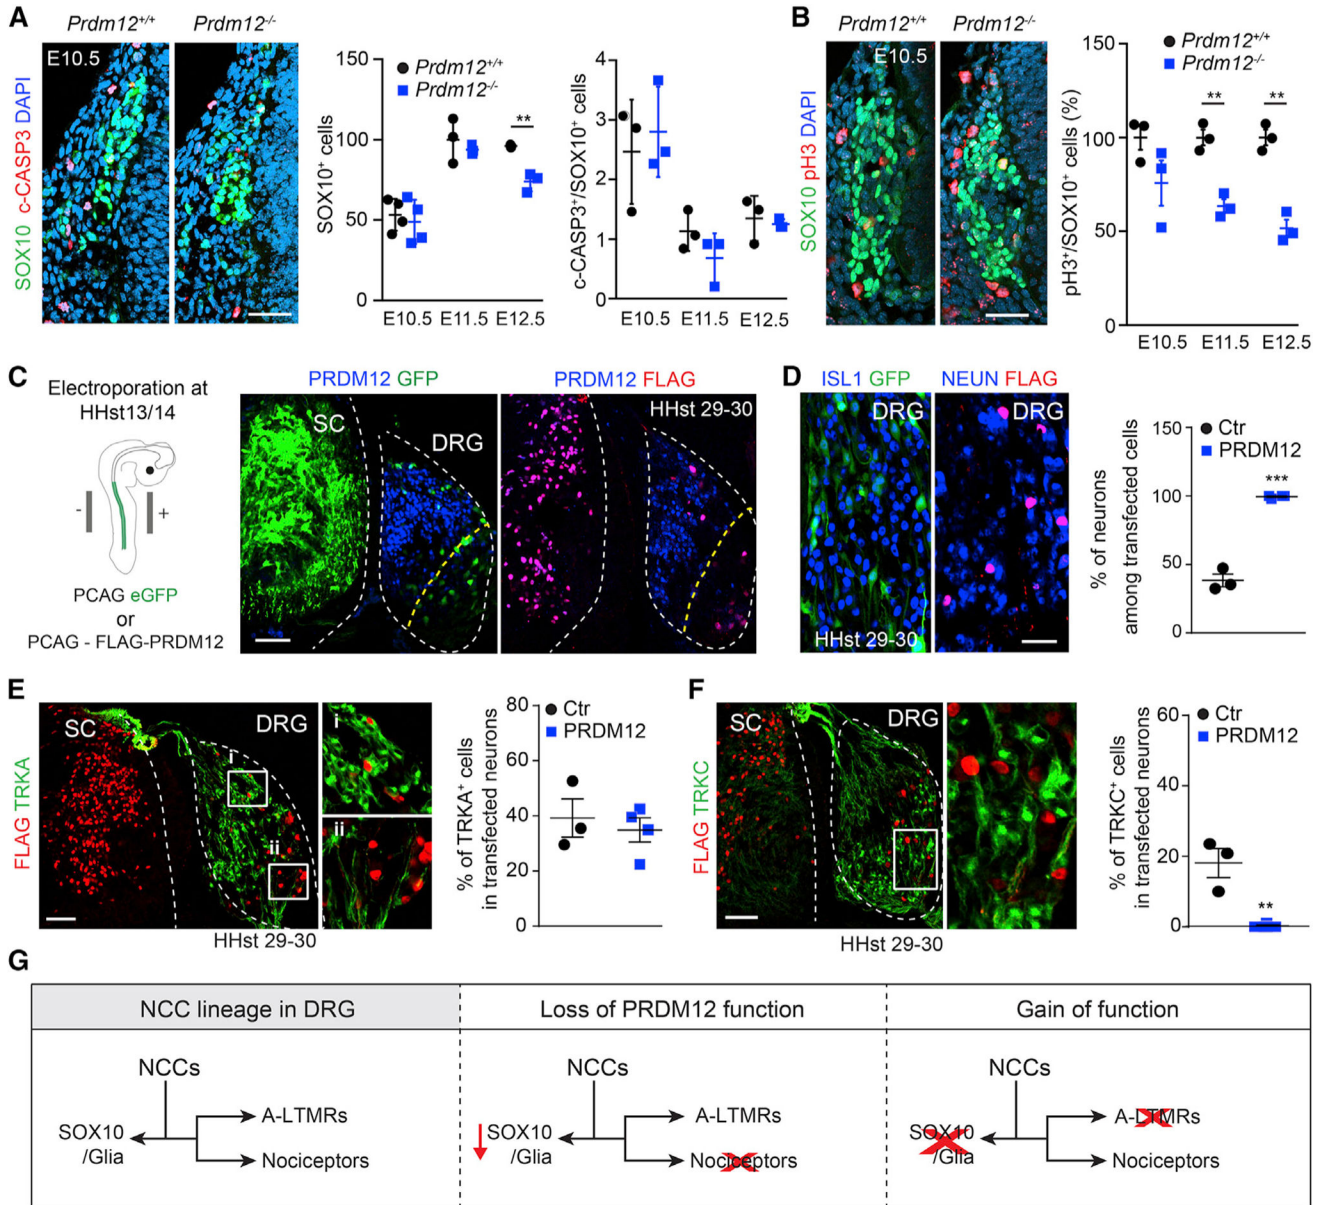 A
Prdm12+/+ Prdm12-/-
E10.5
SOX10 c-CASP3 DAPI
SOX10+ cells
150
100
50
0
Prdm12+/+
Prdm12-/-
**
E10.5 E11.5 E12.5
c-CASP3+/SOX10+ cells
4
3
2
1
0
E10.5 E11.5 E12.5
B
Prdm12+/+ Prdm12-/-
E10.5
SOX10 pH3 DAPI
pH3+/SOX10+ cells (%)
150
100
50
0
Prdm12+/+
Prdm12-/-
** **
E10.5 E11.5 E12.5
C
Electroporation at
HHst13/14
- +
PCAG eGFP
or
PCAG - FLAG-PRDM12
PRDM12 GFP
SC
DRG
PRDM12 FLAG
HHst 29-30
D
ISL1 GFP
DRG
HHst 29-30
NEUN FLAG
DRG
% of neurons
among transfected cells
150
100
50
0
Ctr
PRDM12
***
E
FLAG TRKA
SC
DRG
i
ii
HHst 29-30
i
ii
% of TRKA+ cells
in transfected neurons
80
60
40
20
0
Ctr
PRDM12
F
FLAG TRKC
SC
DRG
HHst 29-30
% of TRKC+ cells
in transfected neurons
60
40
20
0
Ctr
PRDM12
**
G
NCC lineage in DRG
NCCs
A-LTMRs
SOX10
/Glia
Nociceptors
Loss of PRDM12 function
NCCs
A-LTMRs
SOX10
/Glia
Nociceptors
Gain of function
NCCs
A-LTMRs
SOX10
/Glia
Nociceptors